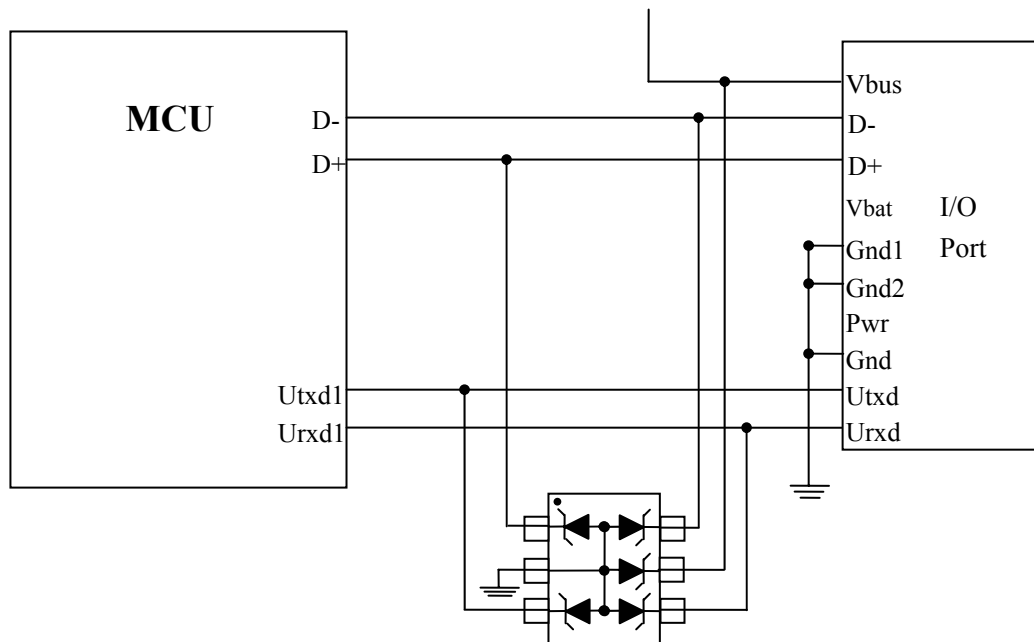 MCU
D-
D+
Utxd1
Urxd1
Vbus
D-
D+
Vbat
Gnd1
Gnd2
Pwr
Gnd
Utxd
Urxd
I/O
Port